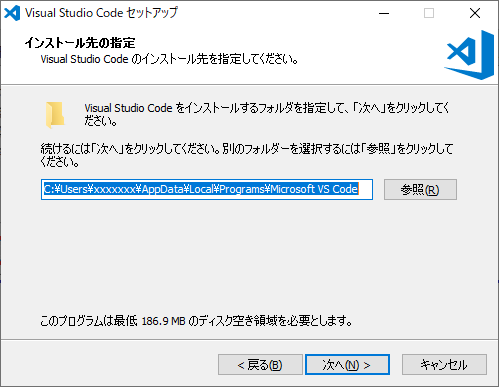 Visual Studio Code セットアップ
インストール先の指定
Visual Studio Code のインストール先を指定してください。
Visual Studio Code をインストールするフォルダを指定して、「次へ」をクリックしてく
ださい。
続けるには「次へ」をクリックしてください。別のフォルダーを選択するには「参照」をクリックして
ください。
C:¥Users¥xxxxxxx¥AppData¥Local¥Programs¥Microsoft VS Code
参照(R)
このプログラムは最低 186.9 MB のディスク空き領域を必要とします。
< 戻る(B)
次へ(N) >
キャンセル